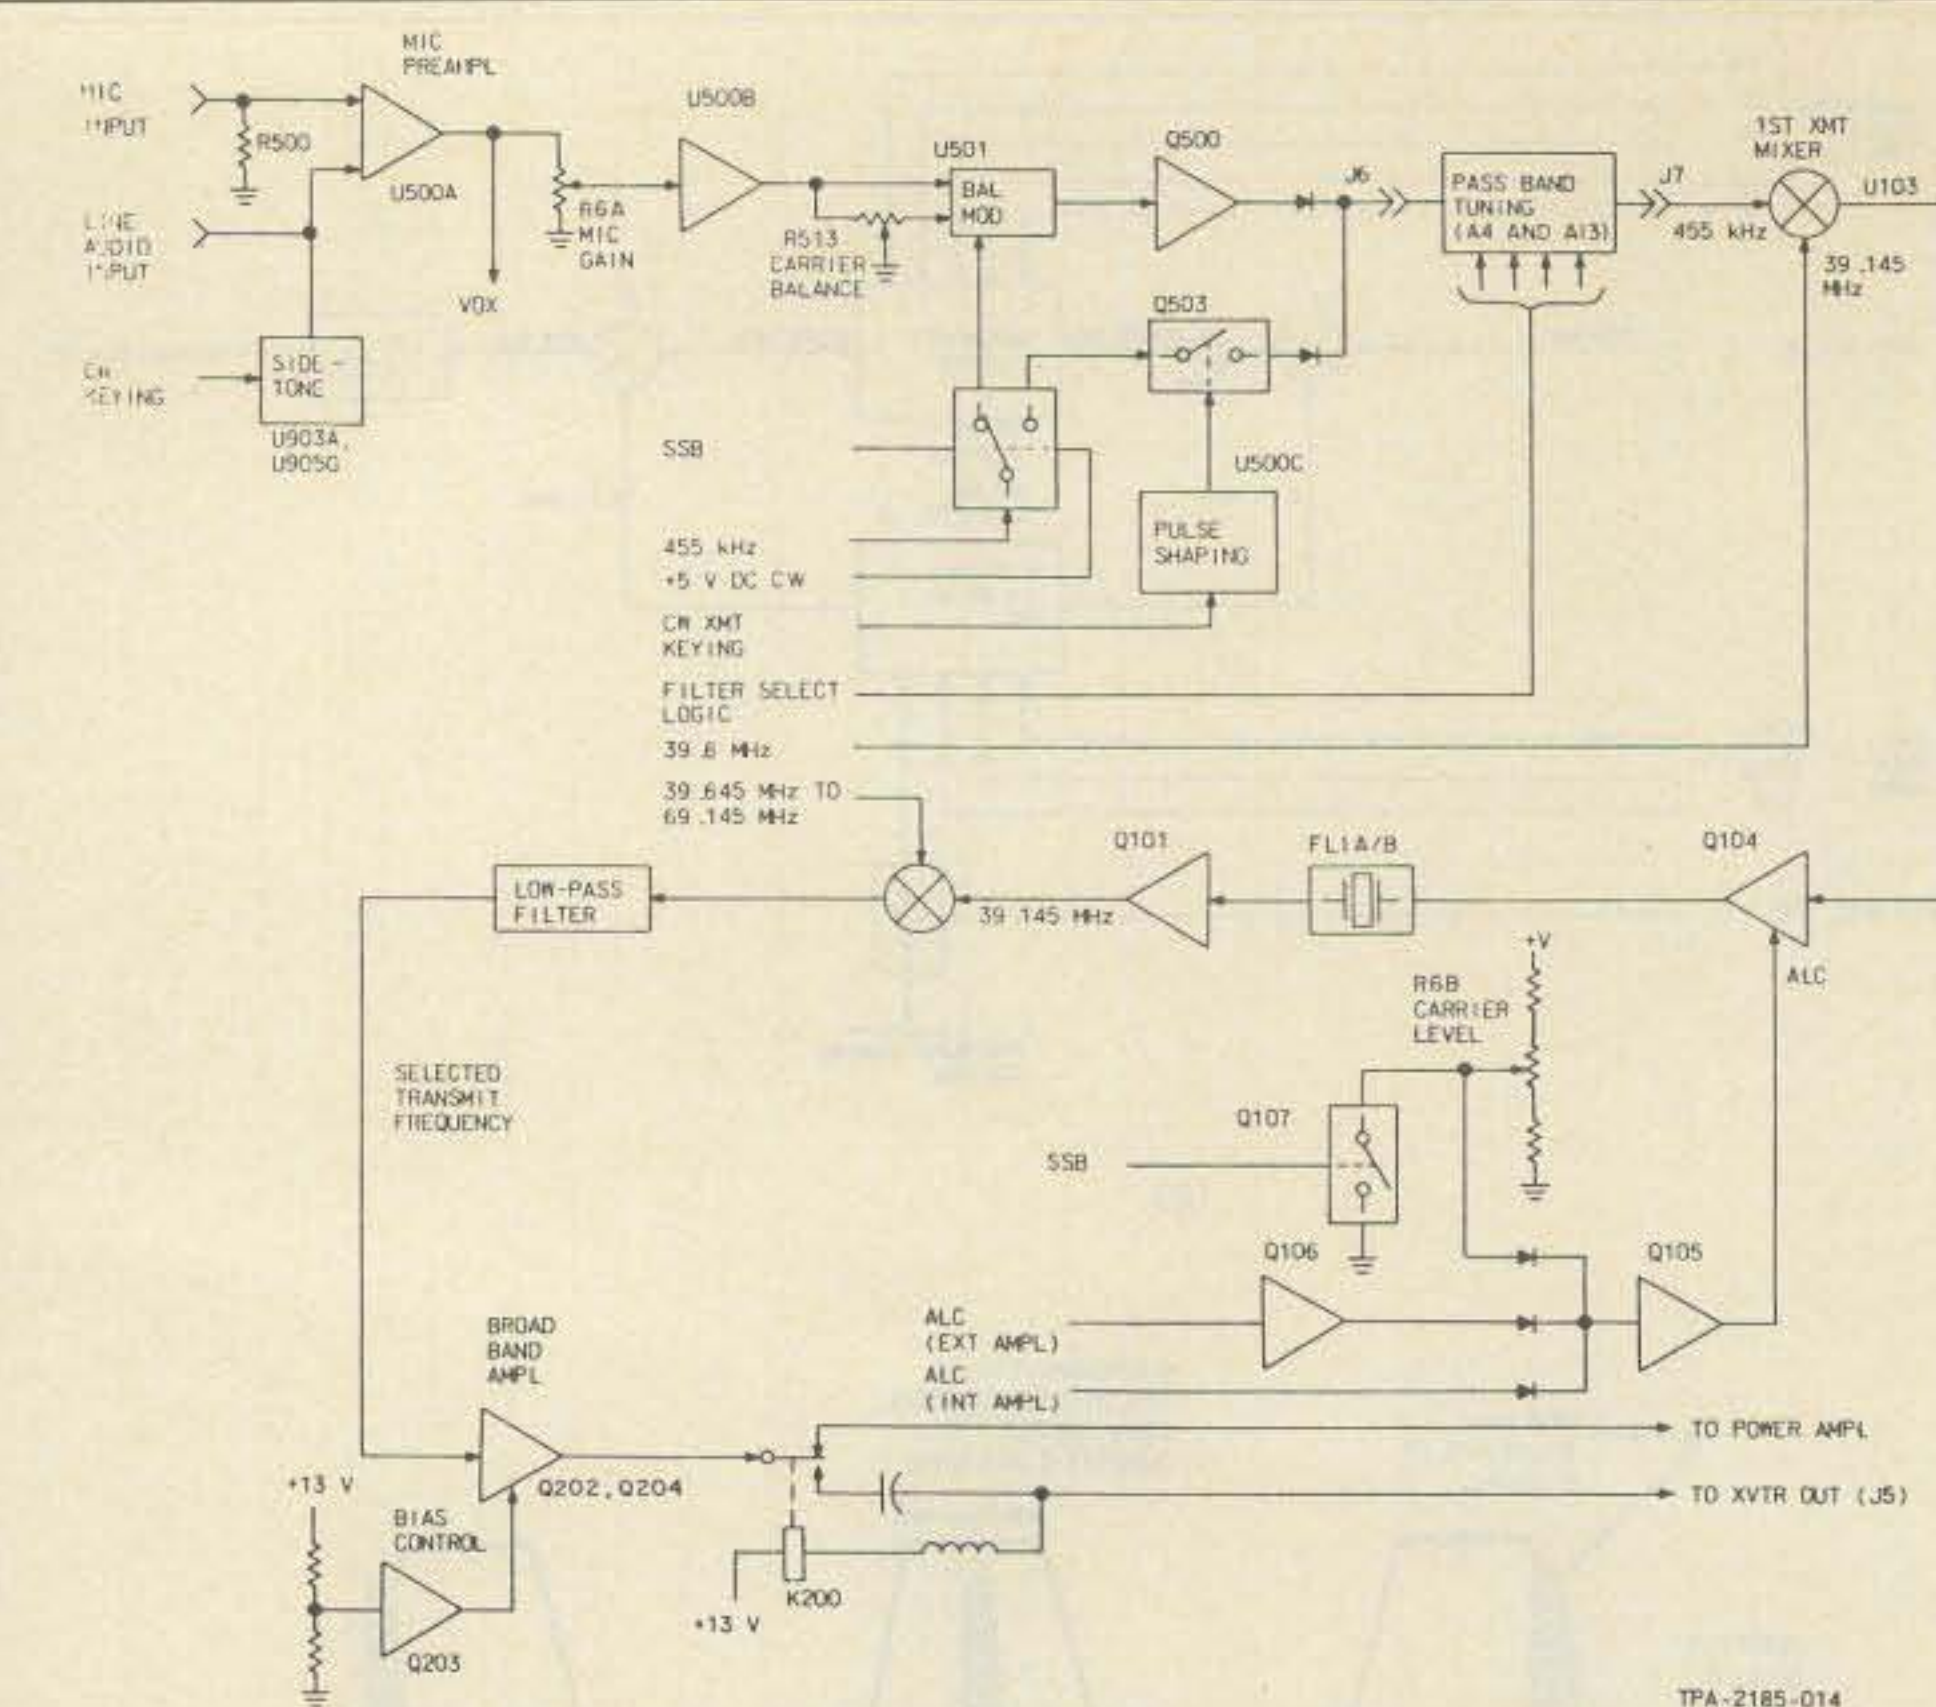 MIC
PREAMPL
MIC
INPUT
R500
U500A
LINE
AUDIO
INPUT
R6A
MIC
GAIN
VOX
U500B
R513
CARRIER
BALANCE
U501
BAL
MOD
Q500
J6
PASS BAND
TUNING
(A4 AND A13)
J7
455 kHz
1ST XMT
MIXER
U103
39.145
MHz
CW
KEYING
SIDE-
TONE
U903A,
U905G
Q503
SSB
U500C
PULSE
SHAPING
455 kHz
+5 V DC CW
CW XMT
KEYING
FILTER SELECT
LOGIC
39.6 MHz
39.645 MHz TO
69.145 MHz
LOW-PASS
FILTER
39.145 MHz
Q101
FL1A/B
Q104
ALC
+V
R6B
CARRIER
LEVEL
SELECTED
TRANSMIT
FREQUENCY
Q107
SSB
Q106
Q105
ALC
(EXT AMPL)
ALC
(INT AMPL)
BROAD
BAND
AMPL
Q202,Q204
TO POWER AMPL
TO XVTR OUT (J5)
+13 V
BIAS
CONTROL
Q203
K200
+13 V
TPA-2185-014